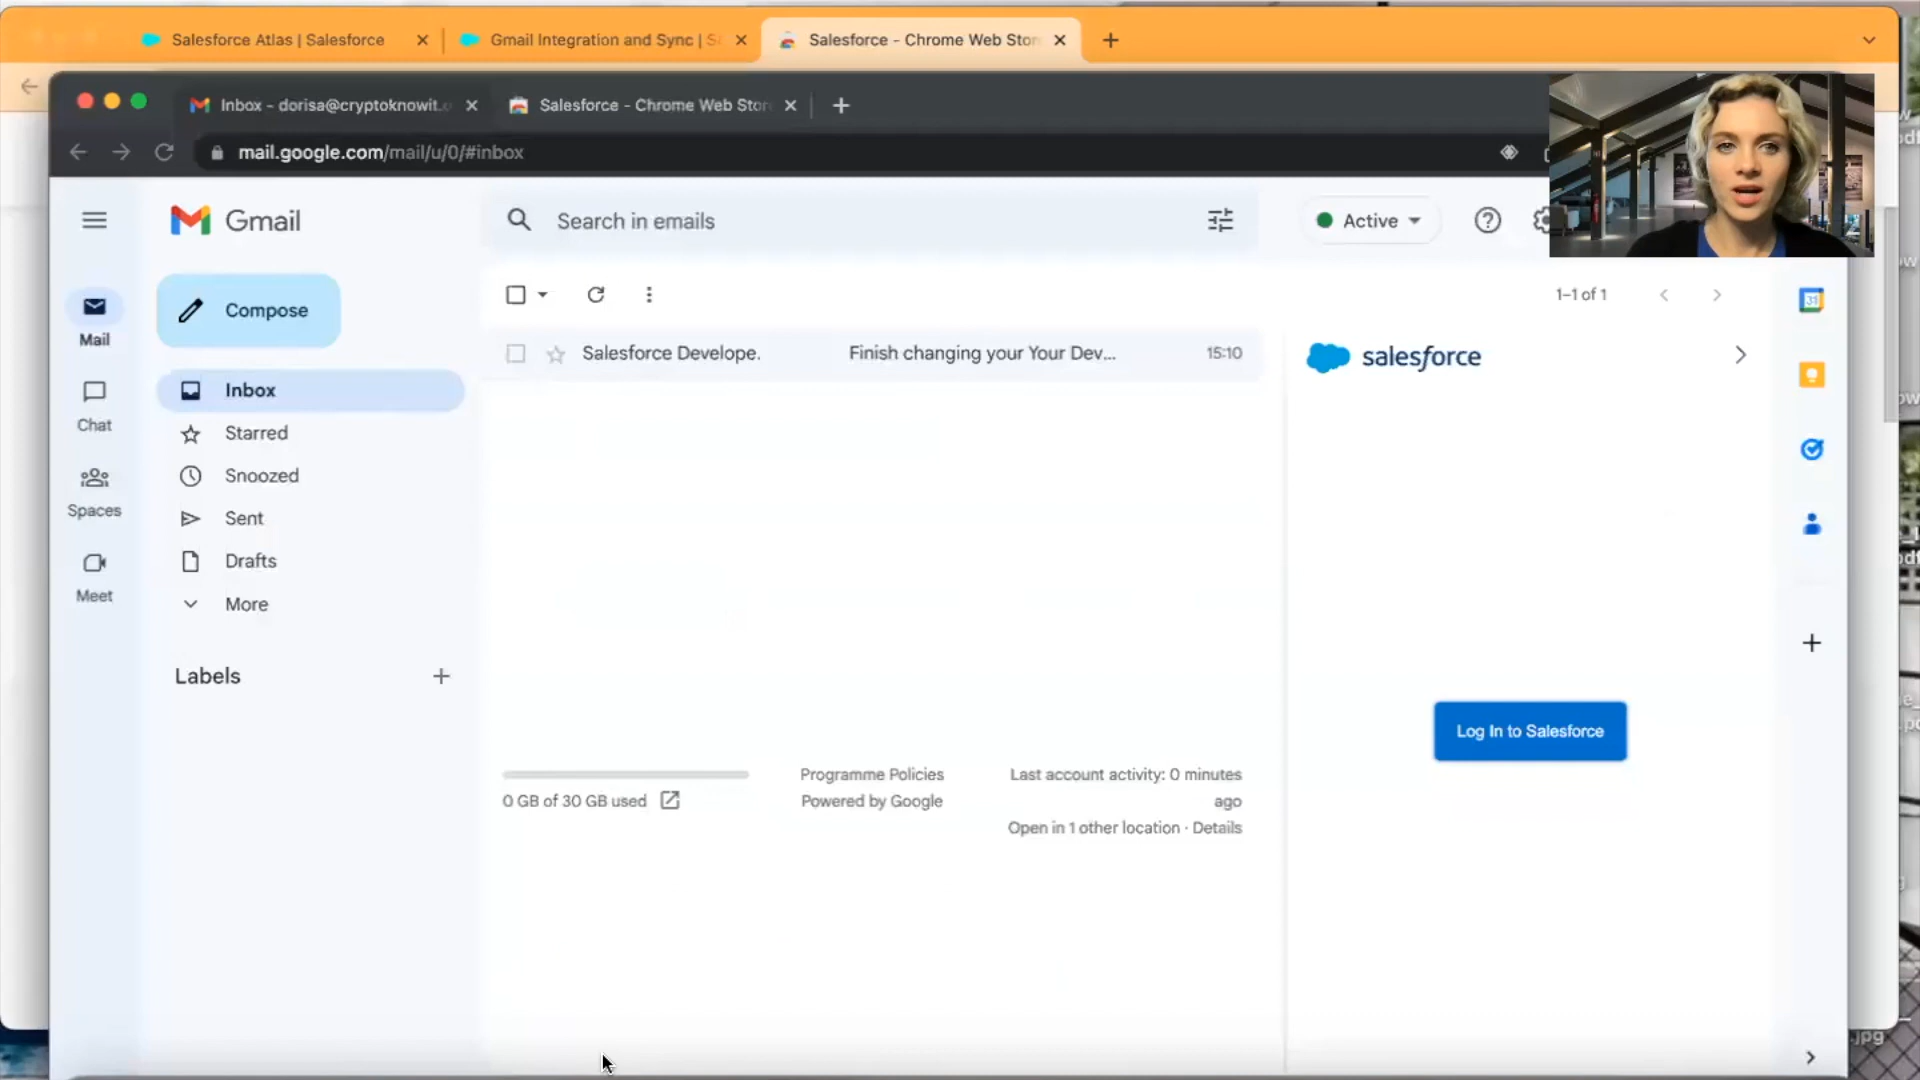 Salesforce Atlas | Salesforce
Gmail Integration and Sync | S
Salesforce - Chrome Web Stor
Inbox - dorisa@cryptoknowit.
Salesforce - Chrome Web Stor
mail.google.com/mail/u/0/#inbox
Gmail
Search in emails
Active
Compose
1–1 of 1
Mail
Salesforce Develope.
Finish changing your Your Dev...
15:10
salesforce
Inbox
Chat
Starred
Snoozed
Spaces
Sent
Drafts
Meet
More
Labels
Log In to Salesforce
0 GB of 30 GB used
Programme Policies
Powered by Google
Last account activity: 0 minutes
ago
Open in 1 other location · Details
31
.jpg